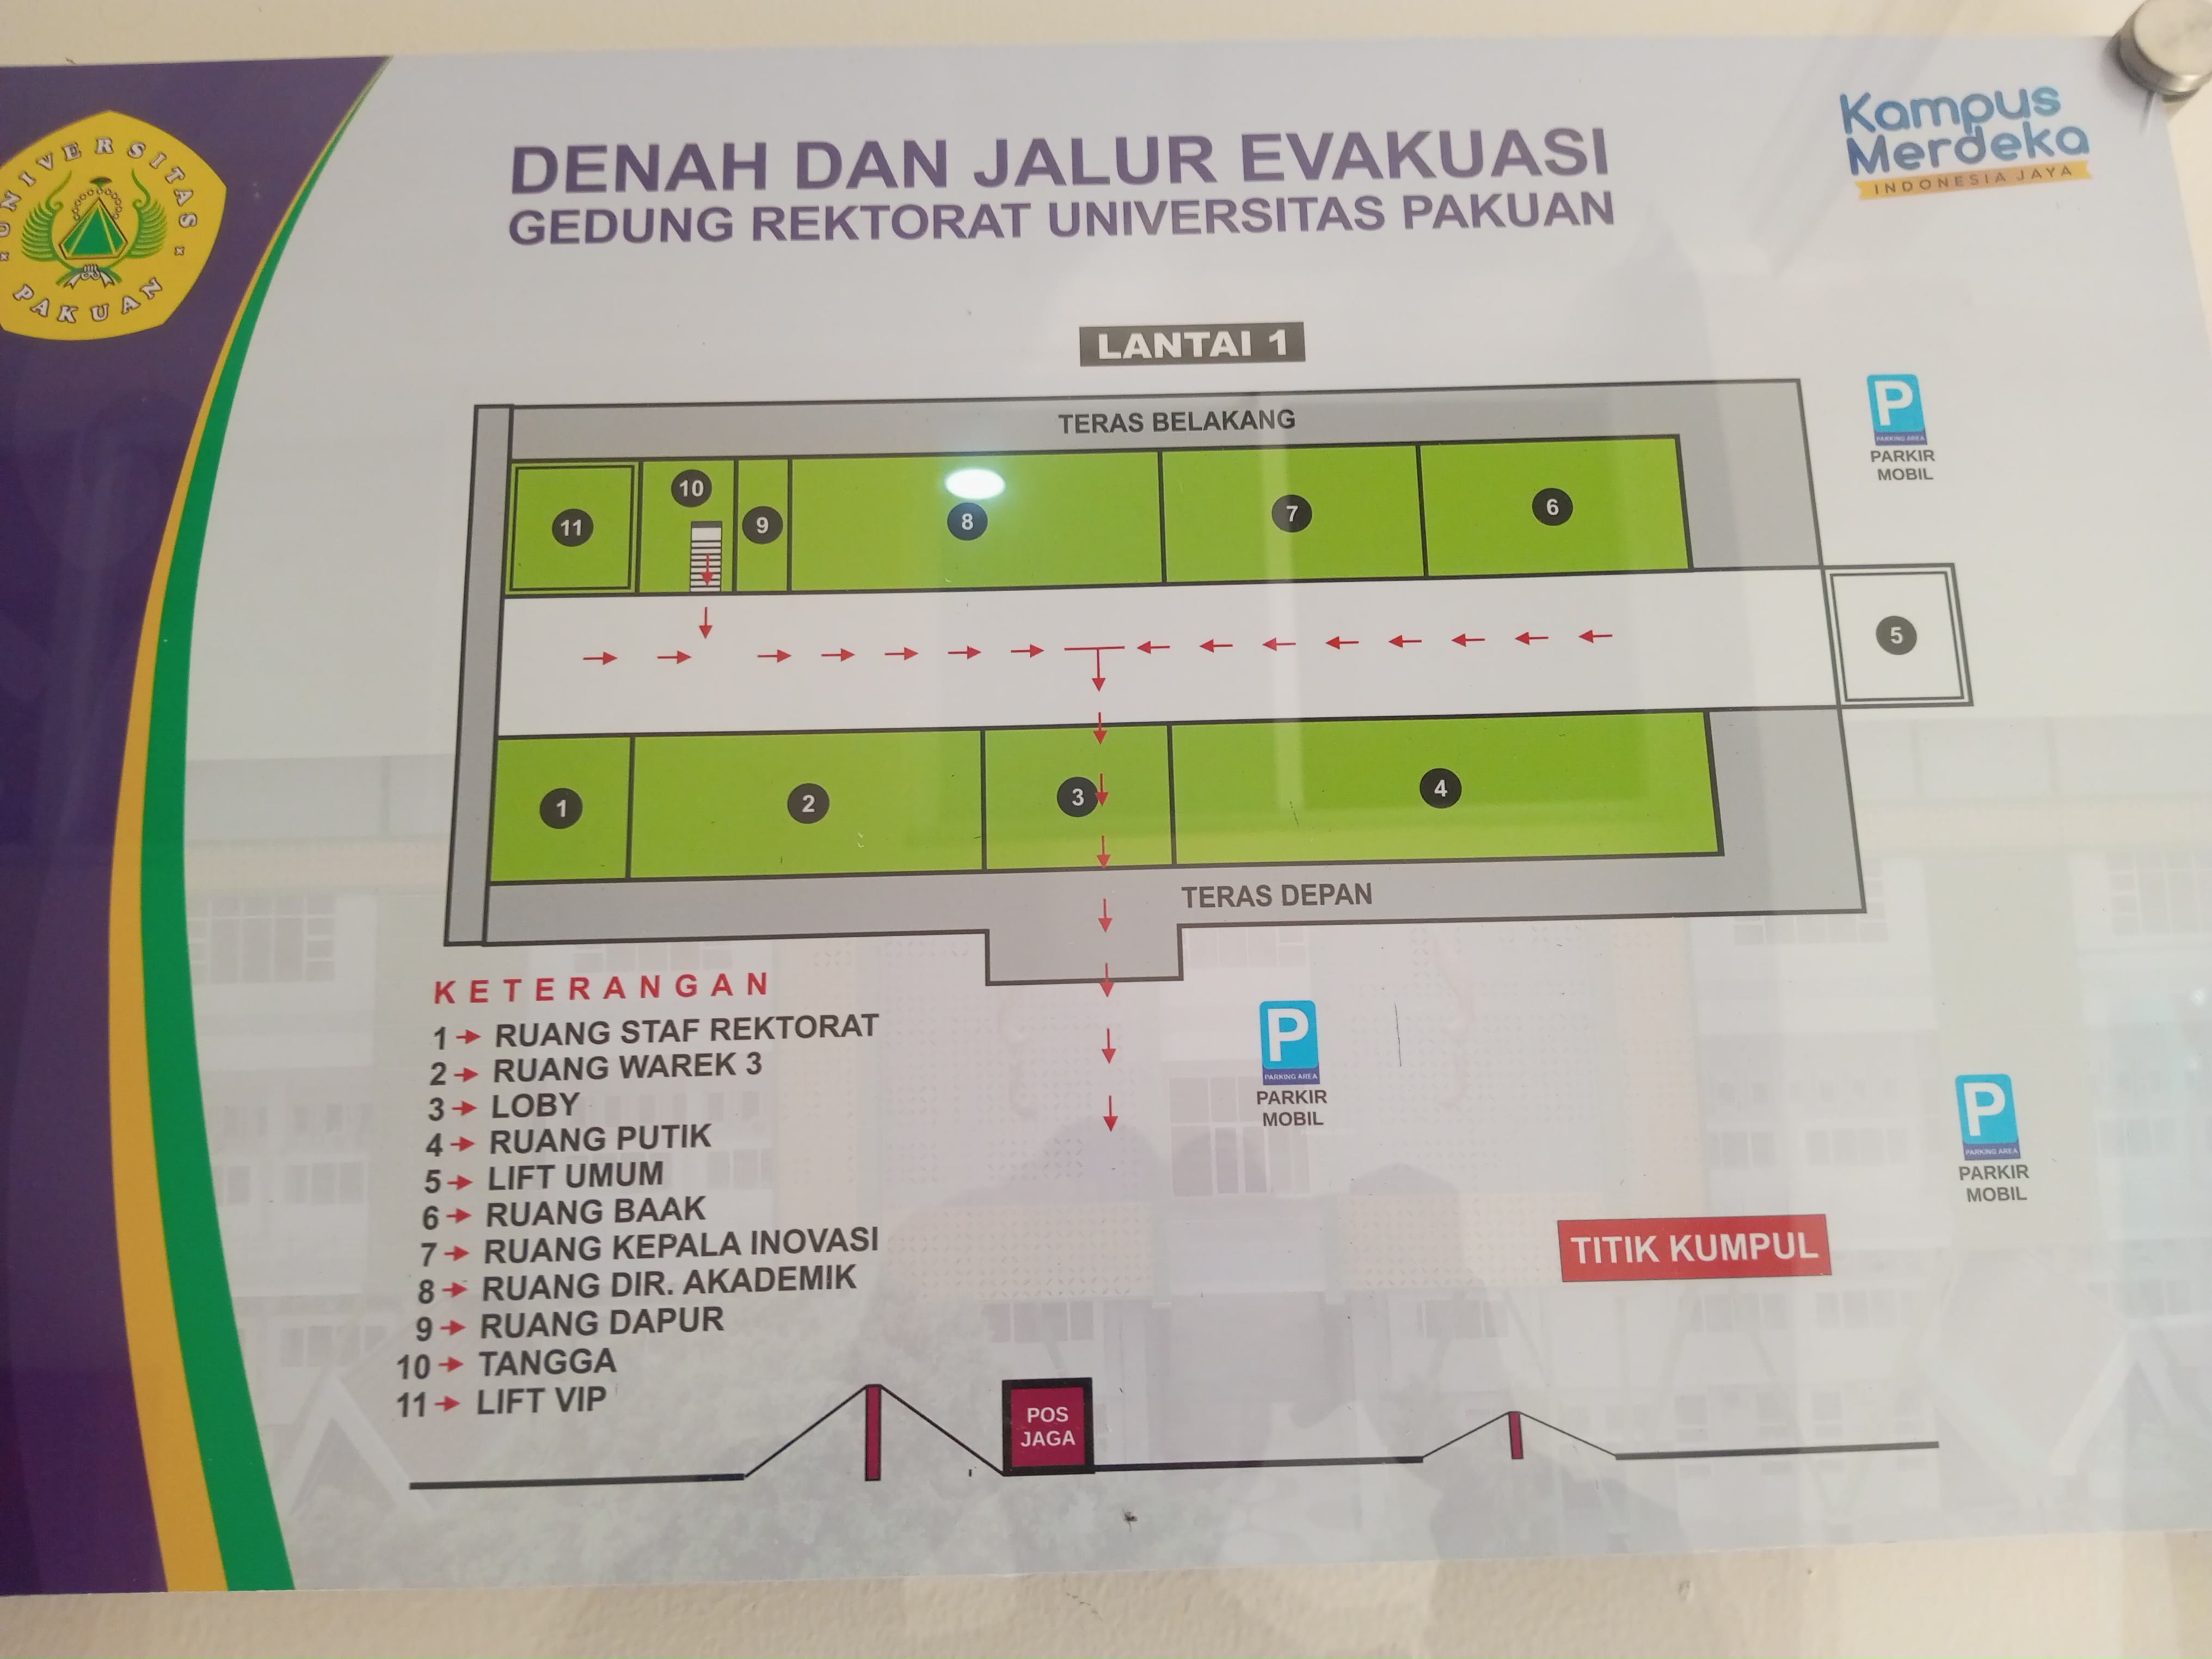 UNIVERSITAS
PAKUAN
Kampus
Merdeka
INDONESIA JAYA
DENAH DAN JALUR EVAKUASI
GEDUNG REKTORAT UNIVERSITAS PAKUAN
LANTAI 1
TERAS BELAKANG
P
PARKING AREA
PARKIR
MOBIL
11
10
9
8
7
6
5
1
2
3
4
TERAS DEPAN
KETERANGAN
1 → RUANG STAF REKTORAT
2 → RUANG WAREK 3
3 → LOBY
4 → RUANG PUTIK
5 → LIFT UMUM
6 → RUANG BAAK
7 → RUANG KEPALA INOVASI
8 → RUANG DIR. AKADEMIK
9 → RUANG DAPUR
10 → TANGGA
11 → LIFT VIP
P
PARKING AREA
PARKIR
MOBIL
P
PARKING AREA
PARKIR
MOBIL
TITIK KUMPUL
POS
JAGA